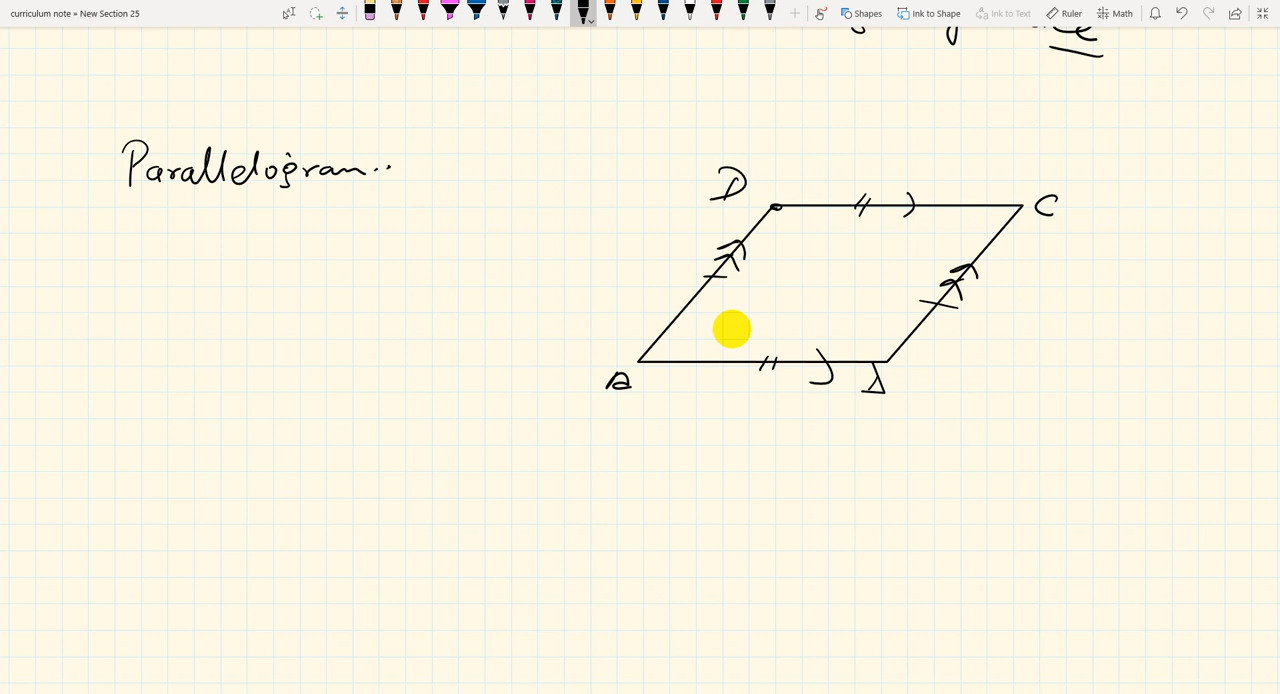 curriculum note » New Section 25
Shapes
Ink to Shape
Ink to Text
Ruler
Math
Parallelogram..
D
C
A